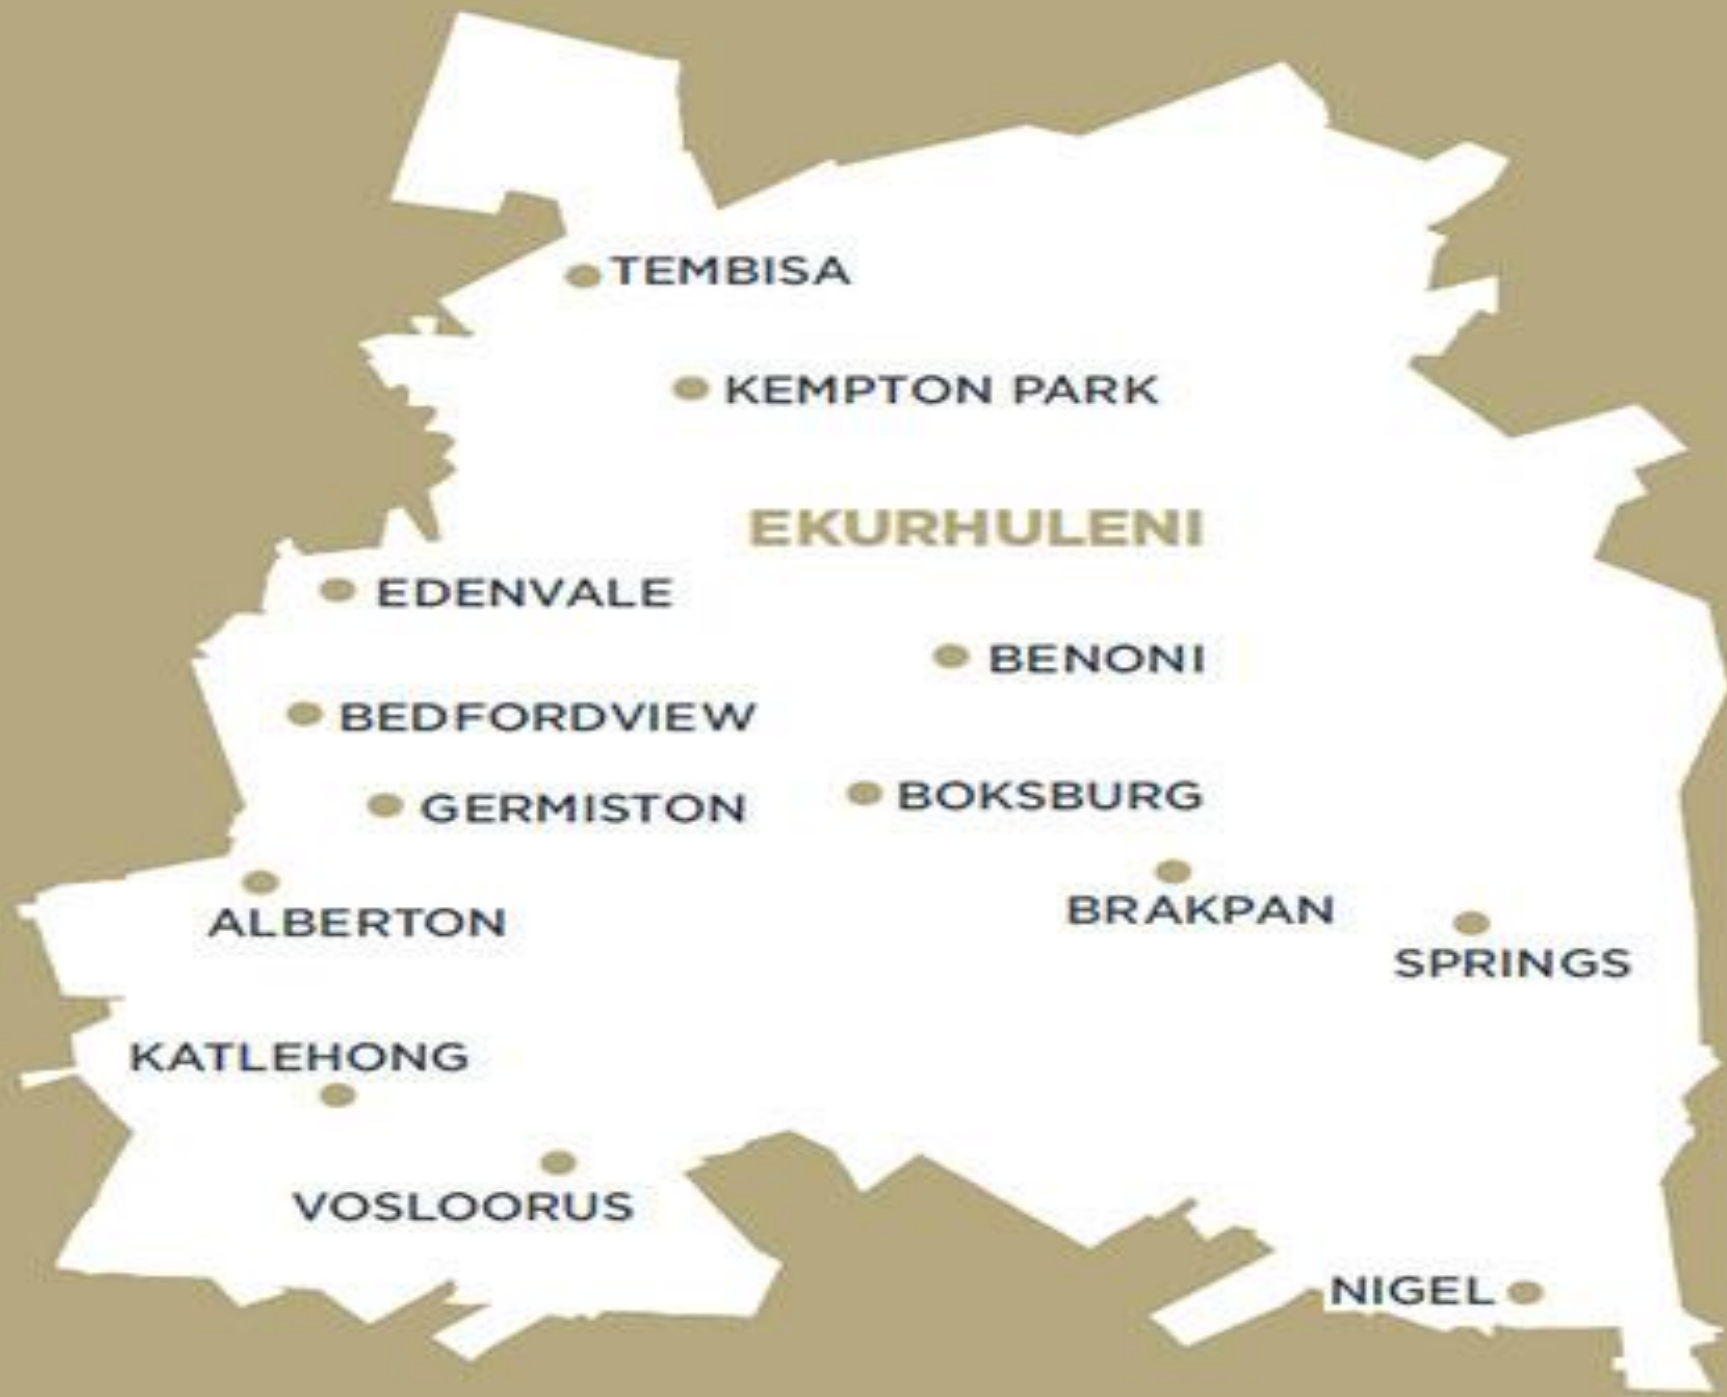 TEMBISA
KEMPTON PARK
EKURHULENI
EDENVALE
BENONI
BEDFORDVIEW
BOKSBURG
GERMISTON
BRAKPAN
ALBERTON
SPRINGS
KATLEHONG
VOSLOORUS
NIGEL